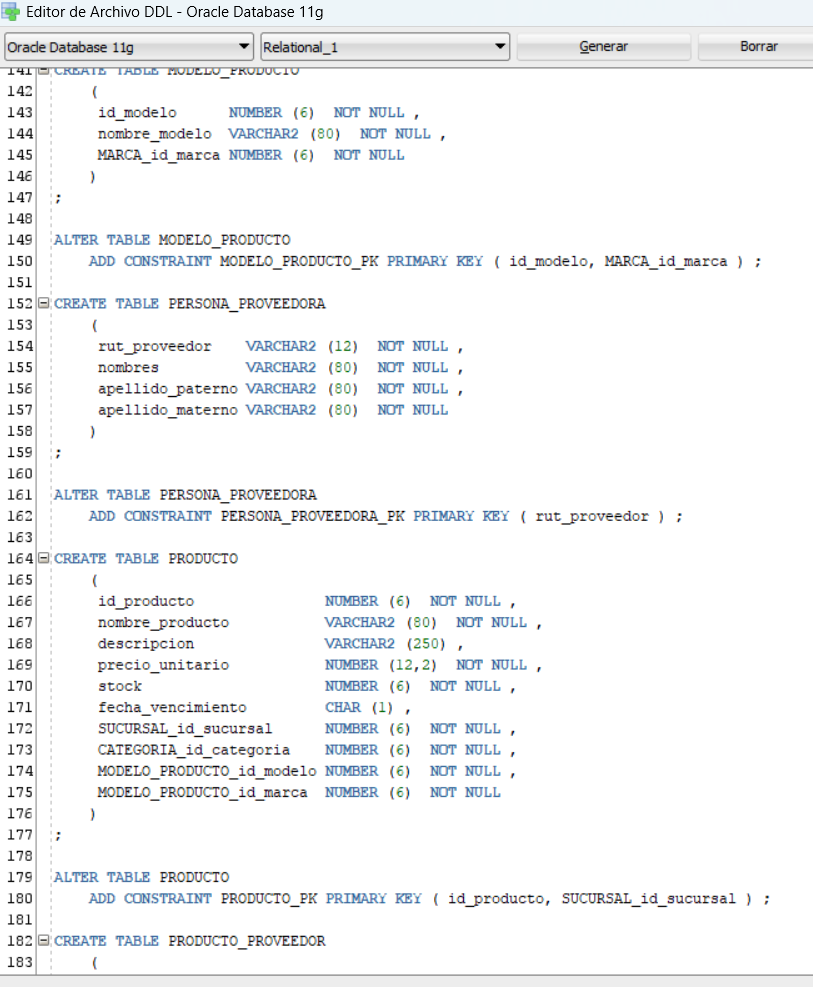 Editor de Archivo DDL - Oracle Database 11g
Oracle Database 11g Relational_1 Generar Borrar
141 CREATE TABLE MODELO_PRODUCTO
142 (
143 id_modelo NUMBER (6) NOT NULL ,
144 nombre_modelo VARCHAR2 (80) NOT NULL ,
145 MARCA_id_marca NUMBER (6) NOT NULL
146 )
147 ;
148
149 ALTER TABLE MODELO_PRODUCTO
150 ADD CONSTRAINT MODELO_PRODUCTO_PK PRIMARY KEY ( id_modelo, MARCA_id_marca ) ;
151
152 CREATE TABLE PERSONA_PROVEEDORA
153 (
154 rut_proveedor VARCHAR2 (12) NOT NULL ,
155 nombres VARCHAR2 (80) NOT NULL ,
156 apellido_paterno VARCHAR2 (80) NOT NULL ,
157 apellido_materno VARCHAR2 (80) NOT NULL
158 )
159 ;
160
161 ALTER TABLE PERSONA_PROVEEDORA
162 ADD CONSTRAINT PERSONA_PROVEEDORA_PK PRIMARY KEY ( rut_proveedor ) ;
163
164 CREATE TABLE PRODUCTO
165 (
166 id_producto NUMBER (6) NOT NULL ,
167 nombre_producto VARCHAR2 (80) NOT NULL ,
168 descripcion VARCHAR2 (250) ,
169 precio_unitario NUMBER (12,2) NOT NULL ,
170 stock NUMBER (6) NOT NULL ,
171 fecha_vencimiento CHAR (1) ,
172 SUCURSAL_id_sucursal NUMBER (6) NOT NULL ,
173 CATEGORIA_id_categoria NUMBER (6) NOT NULL ,
174 MODELO_PRODUCTO_id_modelo NUMBER (6) NOT NULL ,
175 MODELO_PRODUCTO_id_marca NUMBER (6) NOT NULL
176 )
177 ;
178
179 ALTER TABLE PRODUCTO
180 ADD CONSTRAINT PRODUCTO_PK PRIMARY KEY ( id_producto, SUCURSAL_id_sucursal ) ;
181
182 CREATE TABLE PRODUCTO_PROVEEDOR
183 (